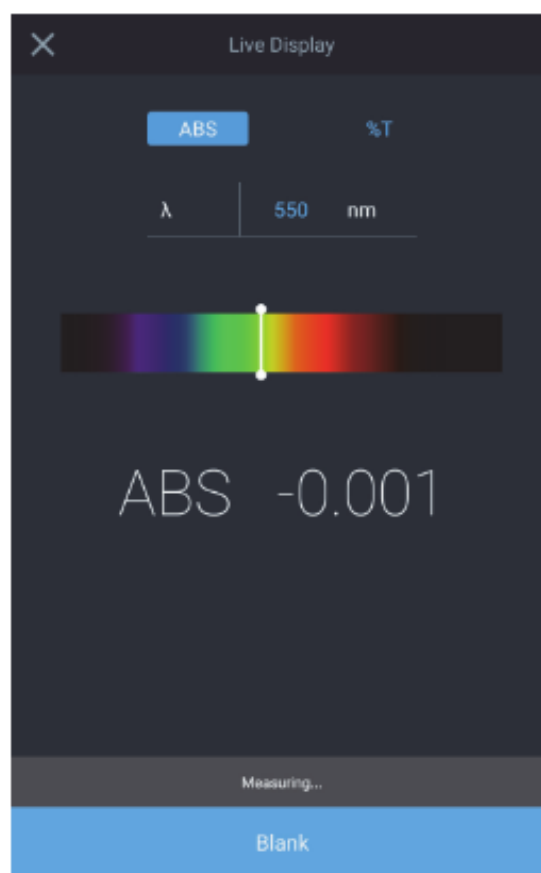 Live Display
ABS %T
λ 550 nm
ABS -0.001
Measuring...
Blank